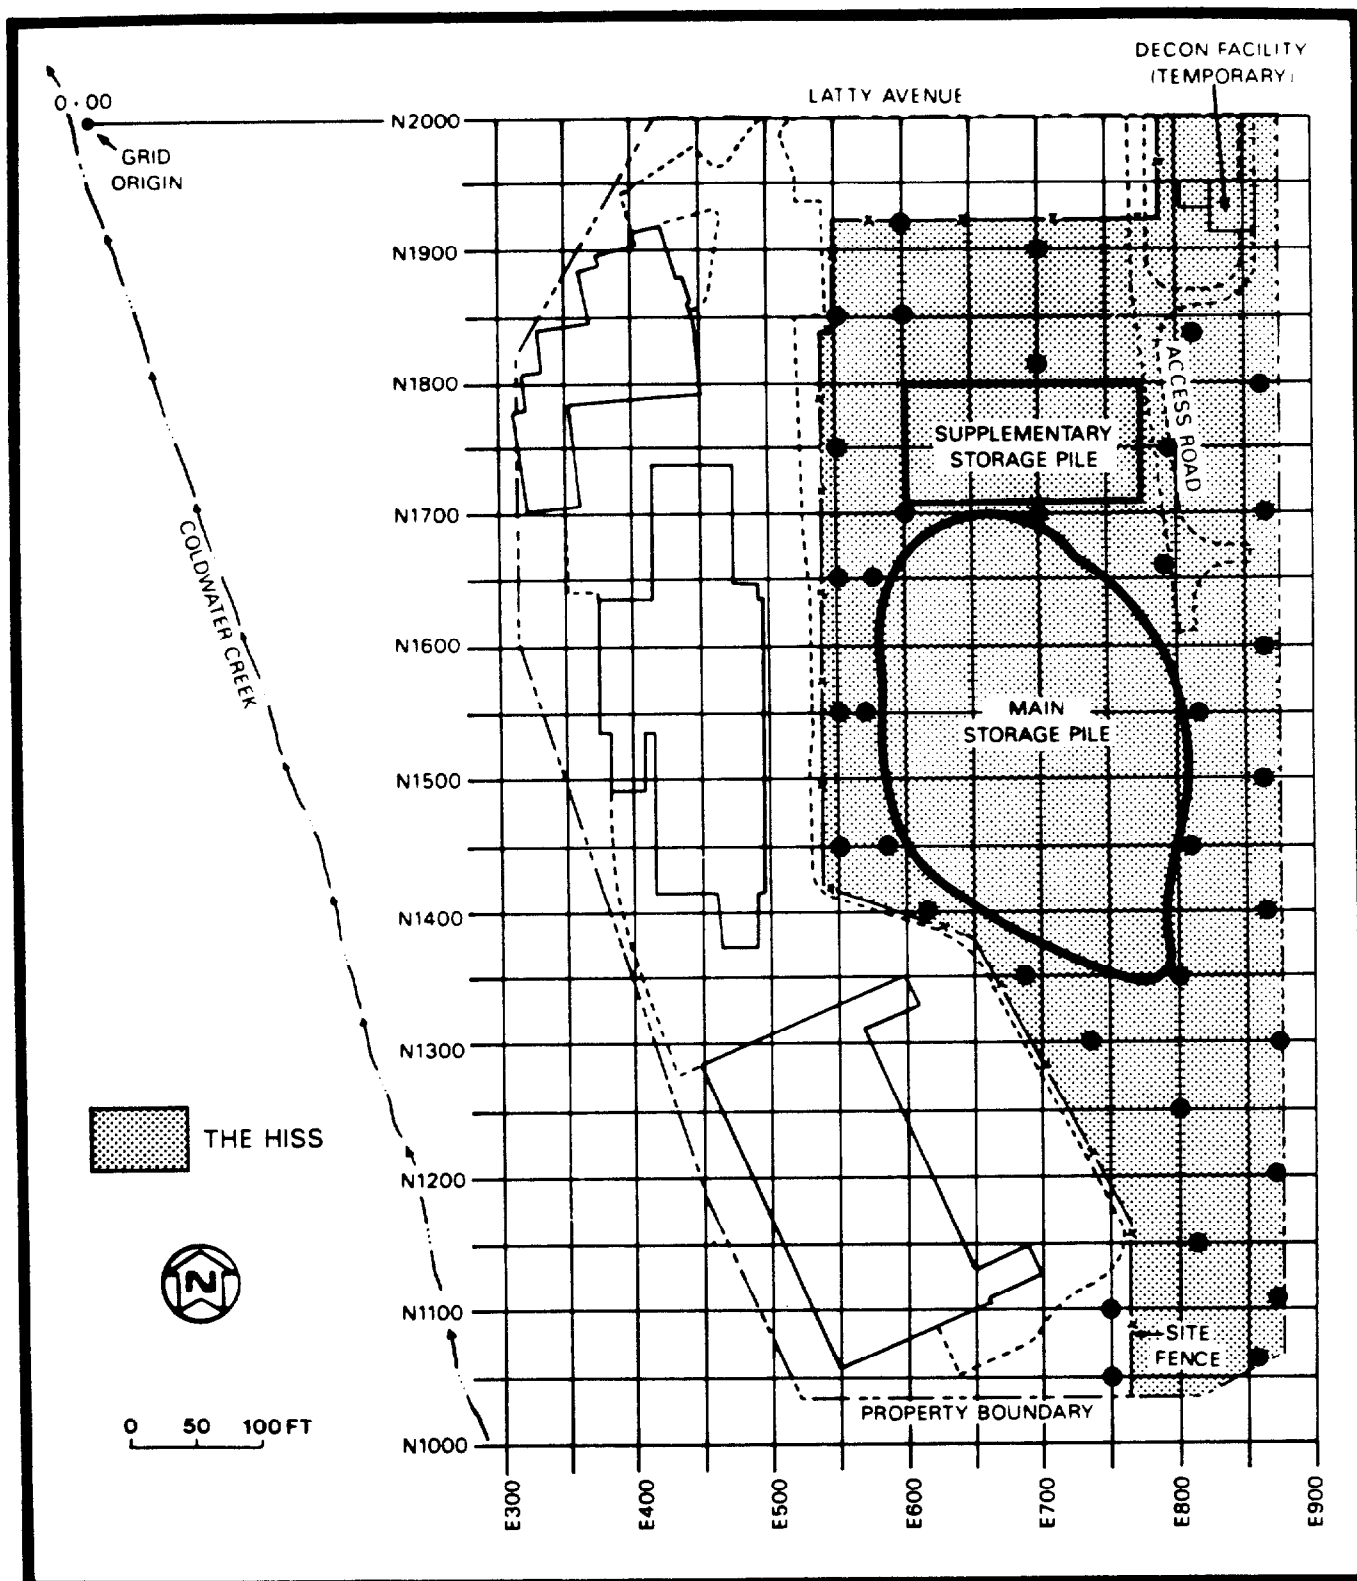 DECON FACILITY
(TEMPORARY)
LATTY AVENUE
0+00
GRID
ORIGIN
N2000
N1900
N1800
N1700
N1600
N1500
N1400
N1300
N1200
N1100
N1000
ACCESS ROAD
SUPPLEMENTARY
STORAGE PILE
COLDWATER CREEK
MAIN
STORAGE PILE
THE HISS
N
SITE
FENCE
PROPERTY BOUNDARY
0 50 100 FT
E300
E400
E500
E600
E700
E800
E900